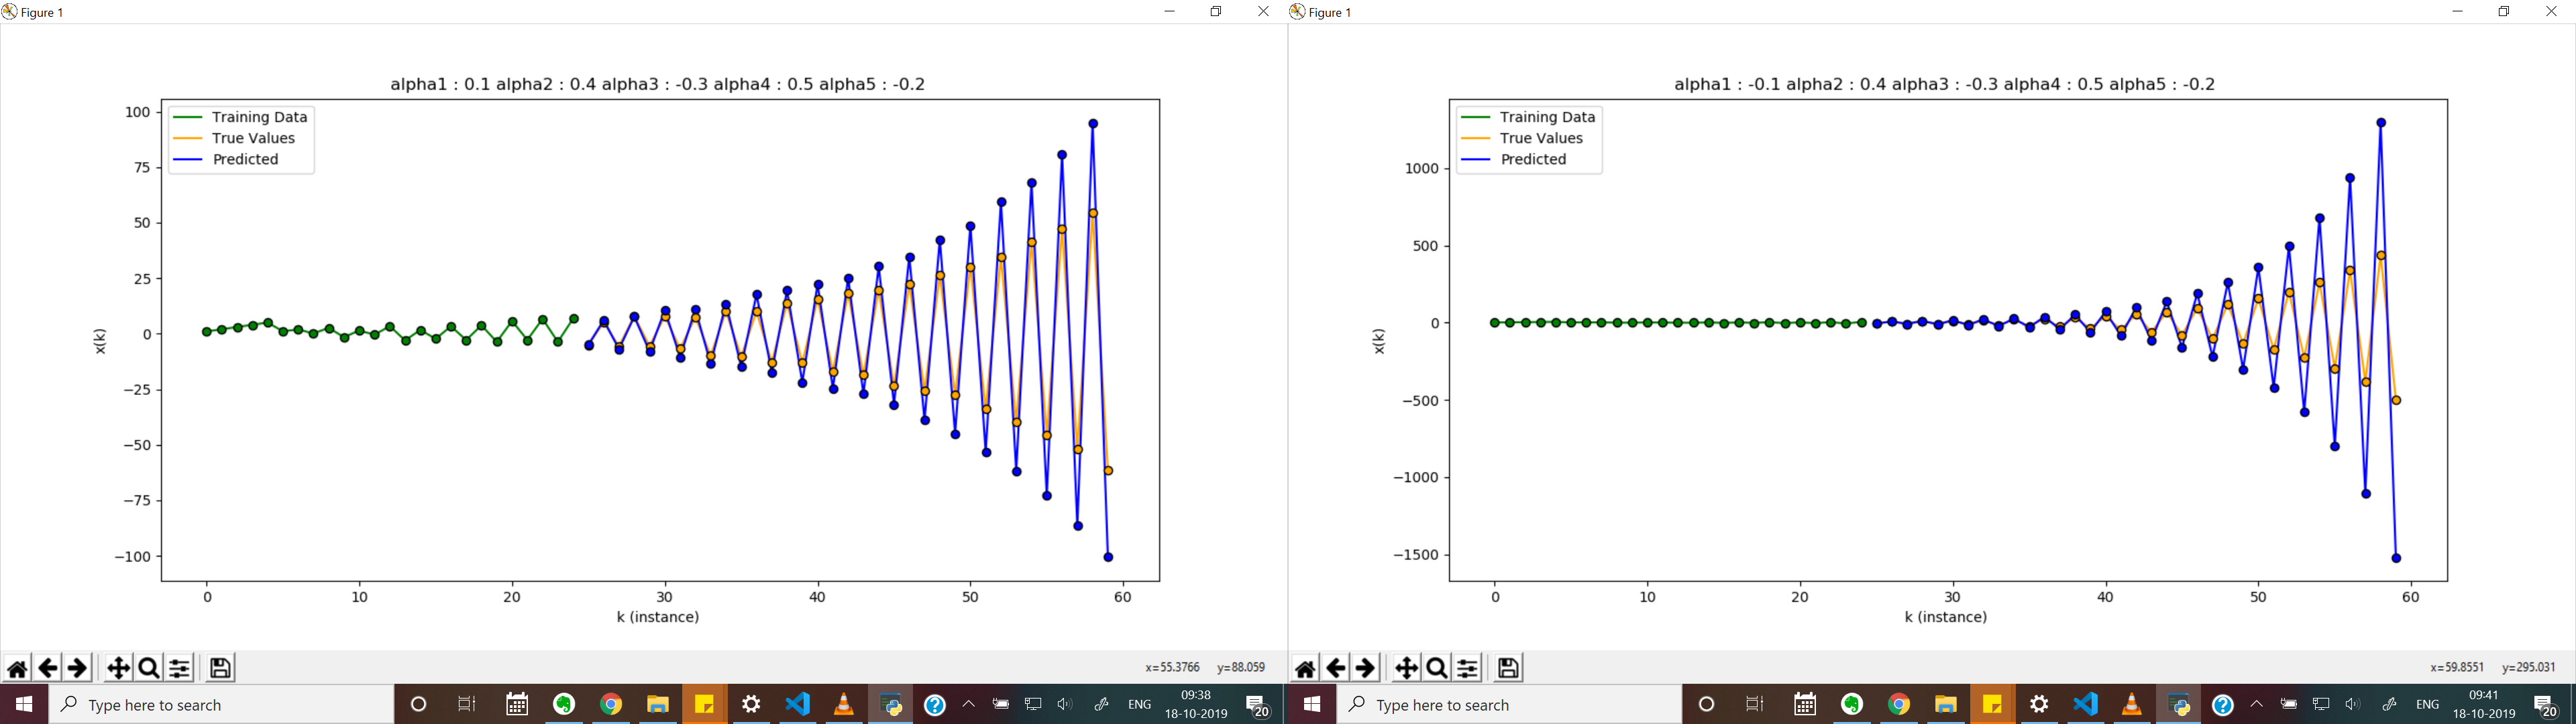 Figure 1
alpha1 : 0.1 alpha2 : 0.4 alpha3 : -0.3 alpha4 : 0.5 alpha5 : -0.2
Training Data
True Values
Predicted
100
75
50
25
0
−25
−50
−75
−100
x(k)
0 10 20 30 40 50 60
k (instance)
x=55.3766 y=88.059
Type here to search
ENG
09:38
18-10-2019
20
Figure 1
alpha1 : -0.1 alpha2 : 0.4 alpha3 : -0.3 alpha4 : 0.5 alpha5 : -0.2
Training Data
True Values
Predicted
1000
500
0
−500
−1000
−1500
x(k)
0 10 20 30 40 50 60
k (instance)
x=59.8551 y=295.031
Type here to search
ENG
09:41
18-10-2019
20